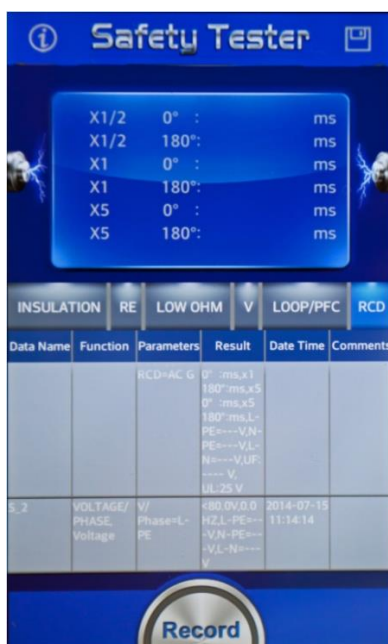 Safety Tester
X1/2 0° : ms
X1/2 180°: ms
X1 0° : ms
X1 180°: ms
X5 0° : ms
X5 180°: ms
INSULATION RE LOW OHM V LOOP/PFC RCD
Data Name Function Parameters Result Date Time Comments
RCD=AC G
0° :ms,x1
180°:ms,x5
0° :ms,x5
180°:ms,L-
PE=---V,N-
PE=---V,L-
N=---V,UF:
---- V,
UL:25 V
5_2
VOLTAGE/
PHASE,
Voltage
V/
Phase=L-
PE
<80.0V,0.0
HZ,L-PE=--
-V,N-PE=--
-V,L-N=---
V
2014-07-15
11:14:14
Record